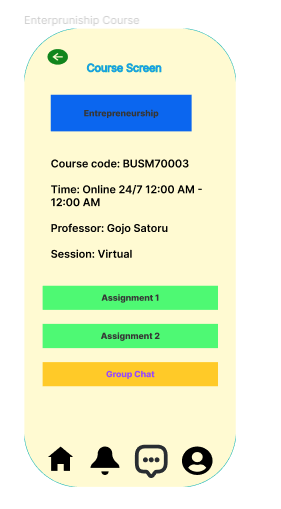 Enterpruniship Course
Course Screen
Entrepreneurship
Course code: BUSM70003
Time: Online 24/7 12:00 AM -
12:00 AM
Professor: Gojo Satoru
Session: Virtual
Assignment 1
Assignment 2
Group Chat